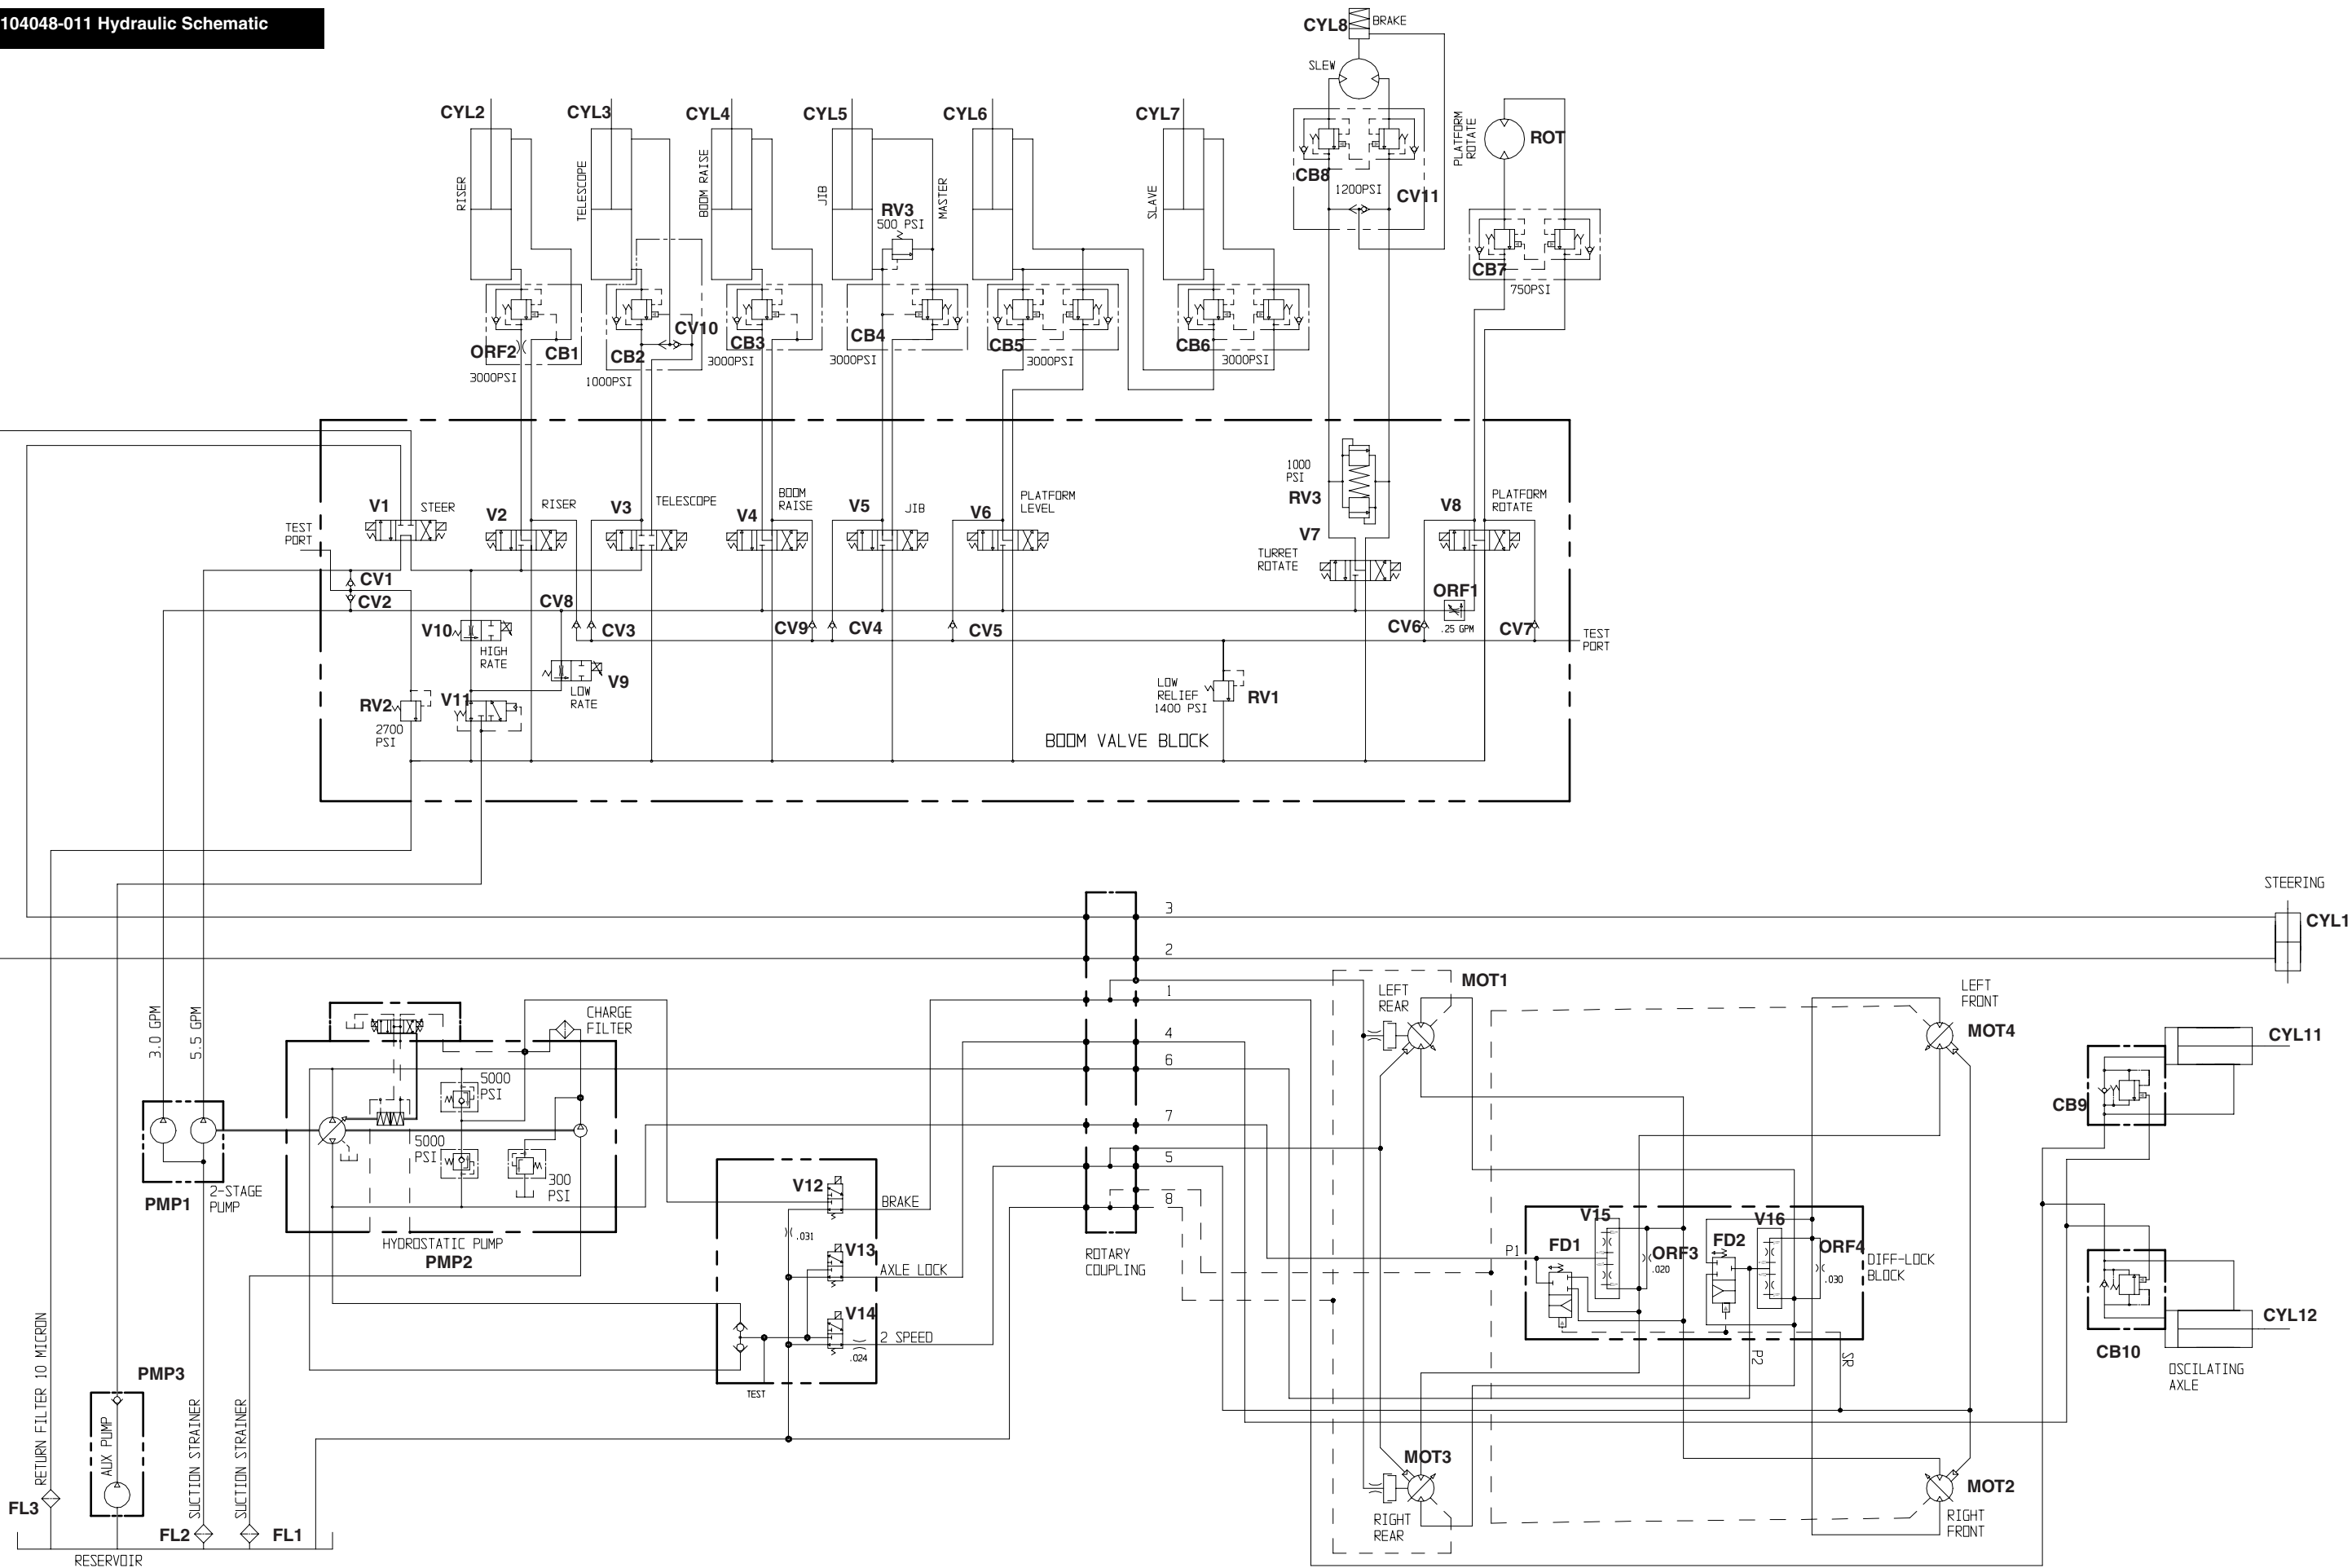 104048-011 Hydraulic Schematic
CYL8
BRAKE
SLEW
CYL2
CYL3
CYL4
CYL5
CYL6
CYL7
RISER
TELESCOPE
BOOM RAISE
JIB
MASTER
SLAVE
PLATFORM
ROTATE
ROT
RV3
500 PSI
CB8
1200PSI
CV11
CB7
750PSI
ORF2
CB1
3000PSI
CV10
CB2
1000PSI
CB3
3000PSI
CB4
3000PSI
CB5
3000PSI
CB6
3000PSI
V1
STEER
V2
RISER
V3
TELESCOPE
V4
BOOM
RAISE
V5
JIB
V6
PLATFORM
LEVEL
1000
PSI
RV3
V7
TURRET
ROTATE
V8
PLATFORM
ROTATE
TEST
PORT
CV1
CV2
CV8
CV3
CV9
CV4
CV5
CV6
ORF1
.25 GPM
CV7
TEST
PORT
V10
HIGH
RATE
V9
LOW
RATE
RV2
2700
PSI
V11
LOW
RELIEF
1400 PSI
RV1
BOOM VALVE BLOCK
STEERING
CYL1
3
2
1
4
6
7
5
8
3.0 GPM
5.5 GPM
CHARGE
FILTER
5000
PSI
5000
PSI
300
PSI
PMP1
2-STAGE
PUMP
HYDROSTATIC PUMP
PMP2
V12
BRAKE
.031
V13
AXLE LOCK
V14
2 SPEED
.024
TEST
ROTARY
COUPLING
MOT1
LEFT
REAR
LEFT
FRONT
MOT4
CYL11
CB9
V15
V16
FD1
ORF3
.020
FD2
ORF4
.030
P1
DIFF-LOCK
BLOCK
P2
SR
CYL12
CB10
OSCILATING
AXLE
MOT3
RIGHT
REAR
MOT2
RIGHT
FRONT
PMP3
AUX PUMP
RETURN FILTER 10 MICRON
SUCTION STRAINER
SUCTION STRAINER
FL3
FL2
FL1
RESERVOIR